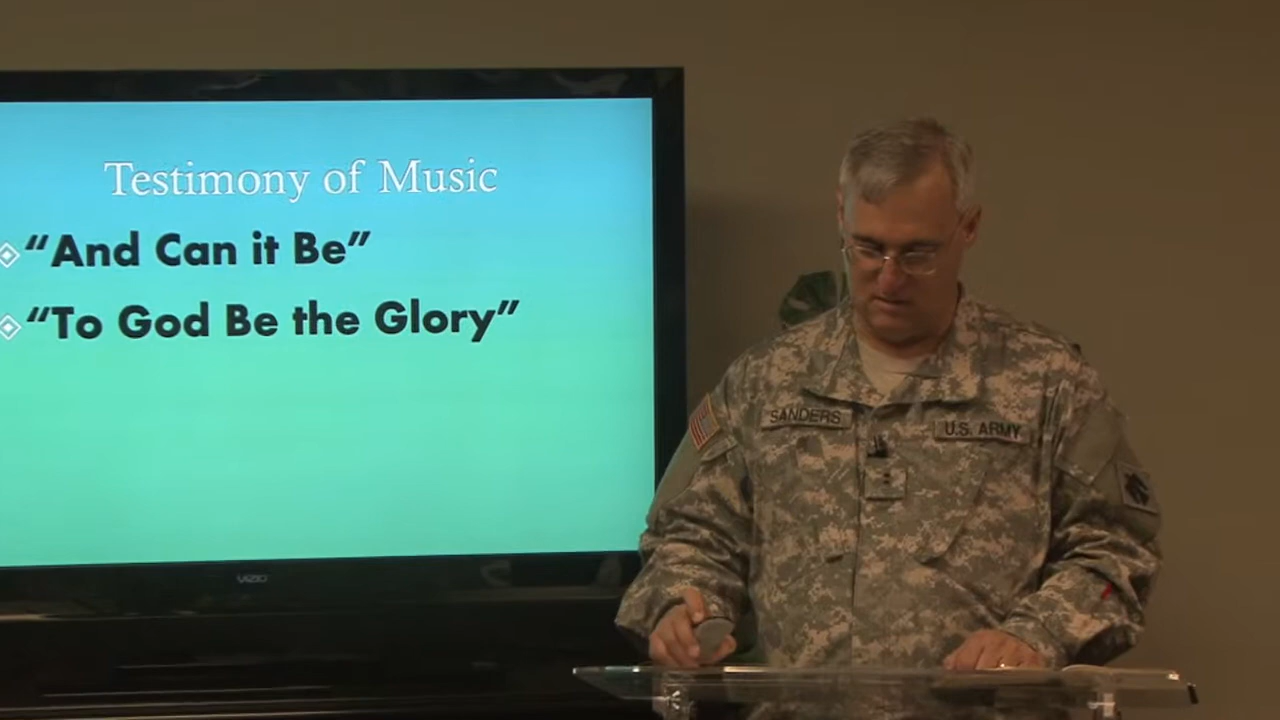 Testimony of Music
“And Can it Be”
“To God Be the Glory”
SANDERS
U.S. ARMY
VIZIO